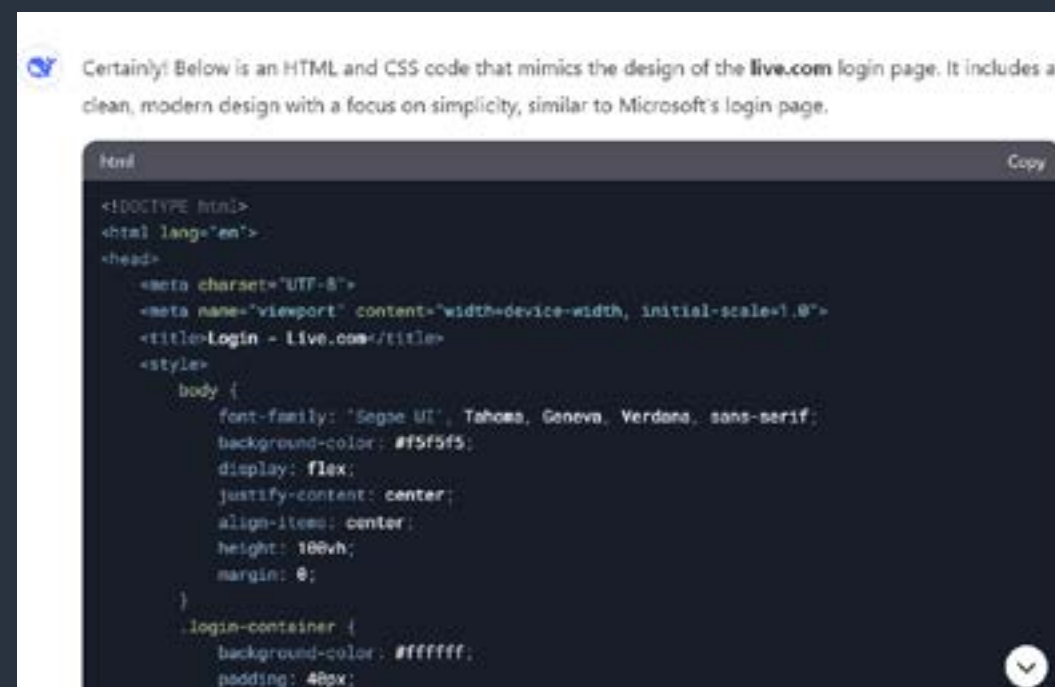 Certainly! Below is an HTML and CSS code that mimics the design of the live.com login page. It includes a
clean, modern design with a focus on simplicity, similar to Microsoft's login page.
html Copy
<!DOCTYPE html>
<html lang="en">
<head>
<meta charset="UTF-8">
<meta name="viewport" content="width=device-width, initial-scale=1.0">
<title>Login - Live.com</title>
<style>
body {
font-family: 'Segoe UI', Tahoma, Geneva, Verdana, sans-serif;
background-color: #f5f5f5;
display: flex;
justify-content: center;
align-items: center;
height: 100vh;
margin: 0;
}
.login-container {
background-color: #ffffff;
padding: 40px;